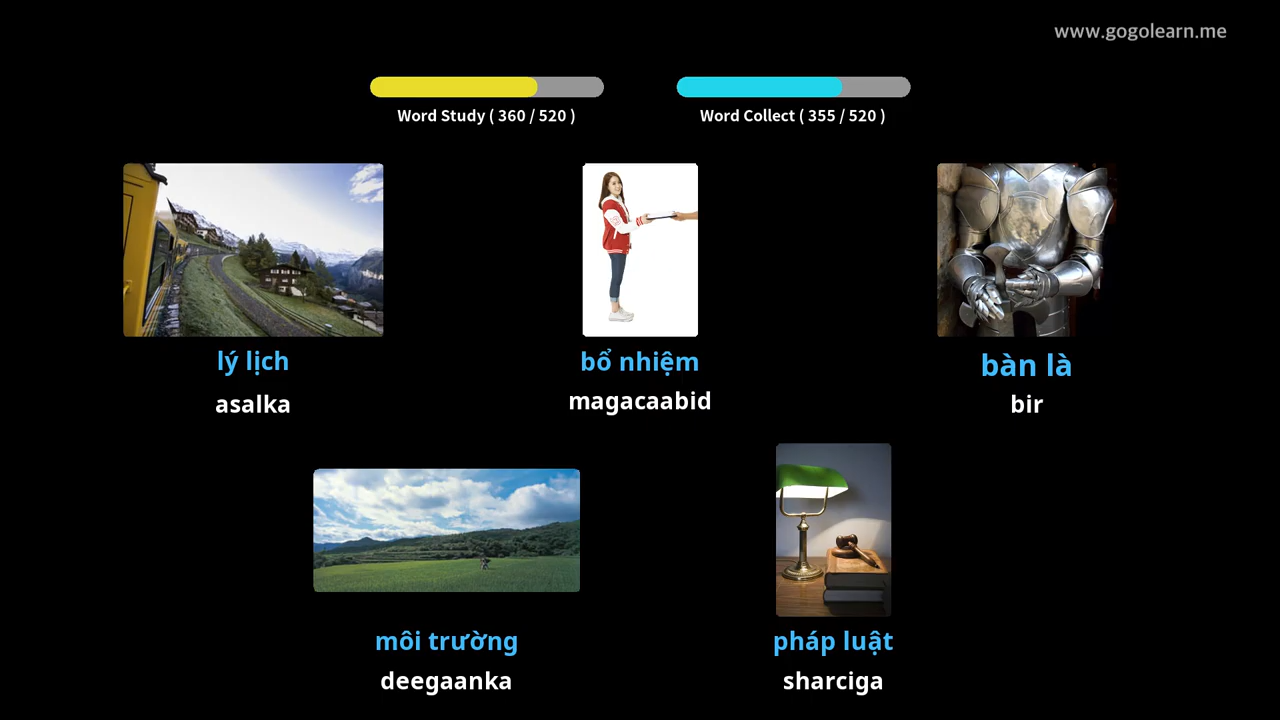 www.gogolearn.me
Word Study ( 360 / 520 )
Word Collect ( 355 / 520 )
lý lịch
asalka
bổ nhiệm
magacaabid
bàn là
bir
môi trường
deegaanka
pháp luật
sharciga